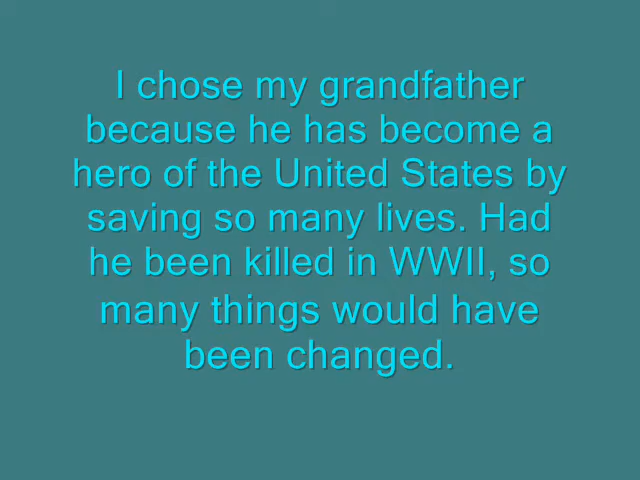 I chose my grandfather
because he has become a
hero of the United States by
saving so many lives. Had
he been killed in WWII, so
many things would have
been changed.